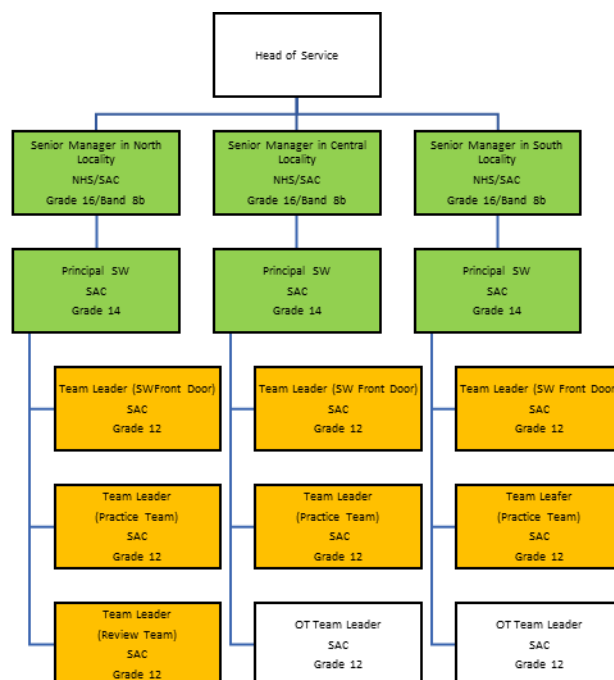 Head of Service
Senior Manager in North
Locality
NHS/SAC
Grade 16/Band 8b
Senior Manager in Central
Locality
NHS/SAC
Grade 16/Band 8b
Senior Manager in South
Locality
NHS/SAC
Grade 16/Band 8b
Principal SW
SAC
Grade 14
Principal SW
SAC
Grade 14
Principal SW
SAC
Grade 14
Team Leader (SWFront Door)
SAC
Grade 12
Team Leader (SW Front Door)
SAC
Grade 12
Team Leader (SW Front Door)
SAC
Grade 12
Team Leader
(Practice Team)
SAC
Grade 12
Team Leader
(Practice Team)
SAC
Grade 12
Team Leafer
(Practice Team)
SAC
Grade 12
Team Leader
(Review Team)
SAC
Grade 12
OT Team Leader
SAC
Grade 12
OT Team Leader
SAC
Grade 12